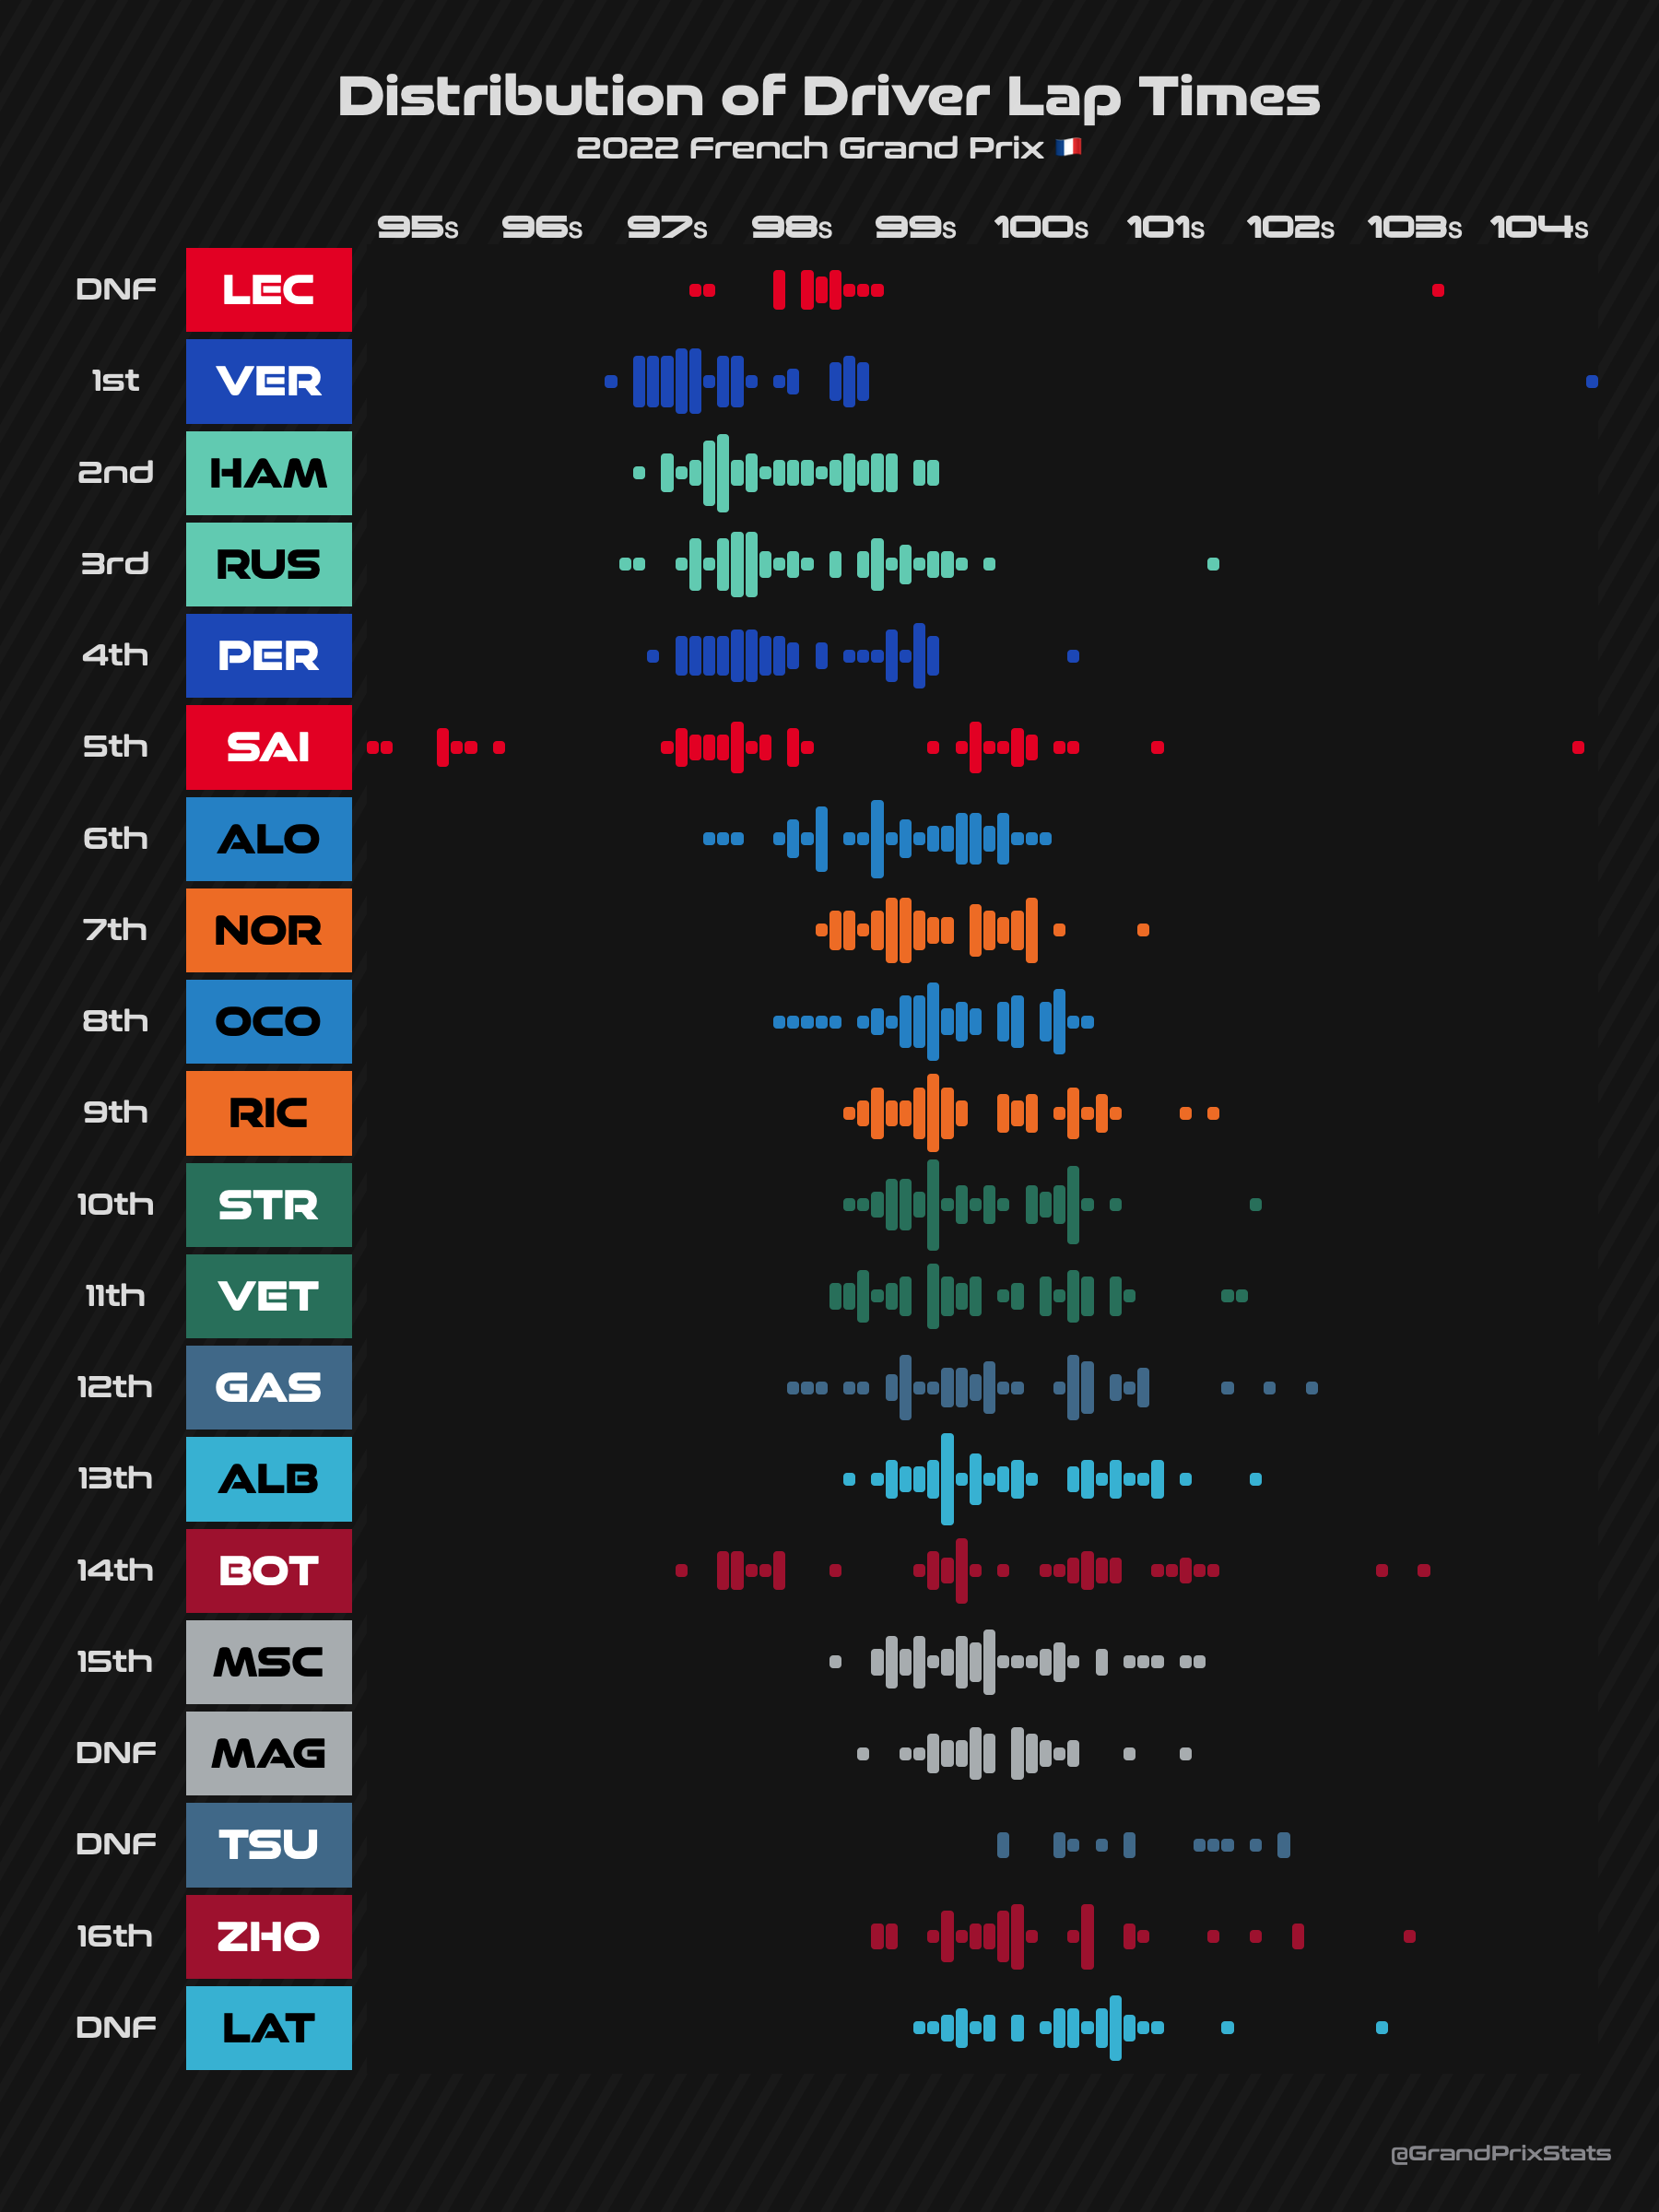 Distribution of Driver Lap Times
2022 French Grand Prix 🇫🇷
95s 96s 97s 98s 99s 100s 101s 102s 103s 104s
DNF LEC
1st VER
2nd HAM
3rd RUS
4th PER
5th SAI
6th ALO
7th NOR
8th OCO
9th RIC
10th STR
11th VET
12th GAS
13th ALB
14th BOT
15th MSC
DNF MAG
DNF TSU
16th ZHO
DNF LAT
@GrandPrixStats